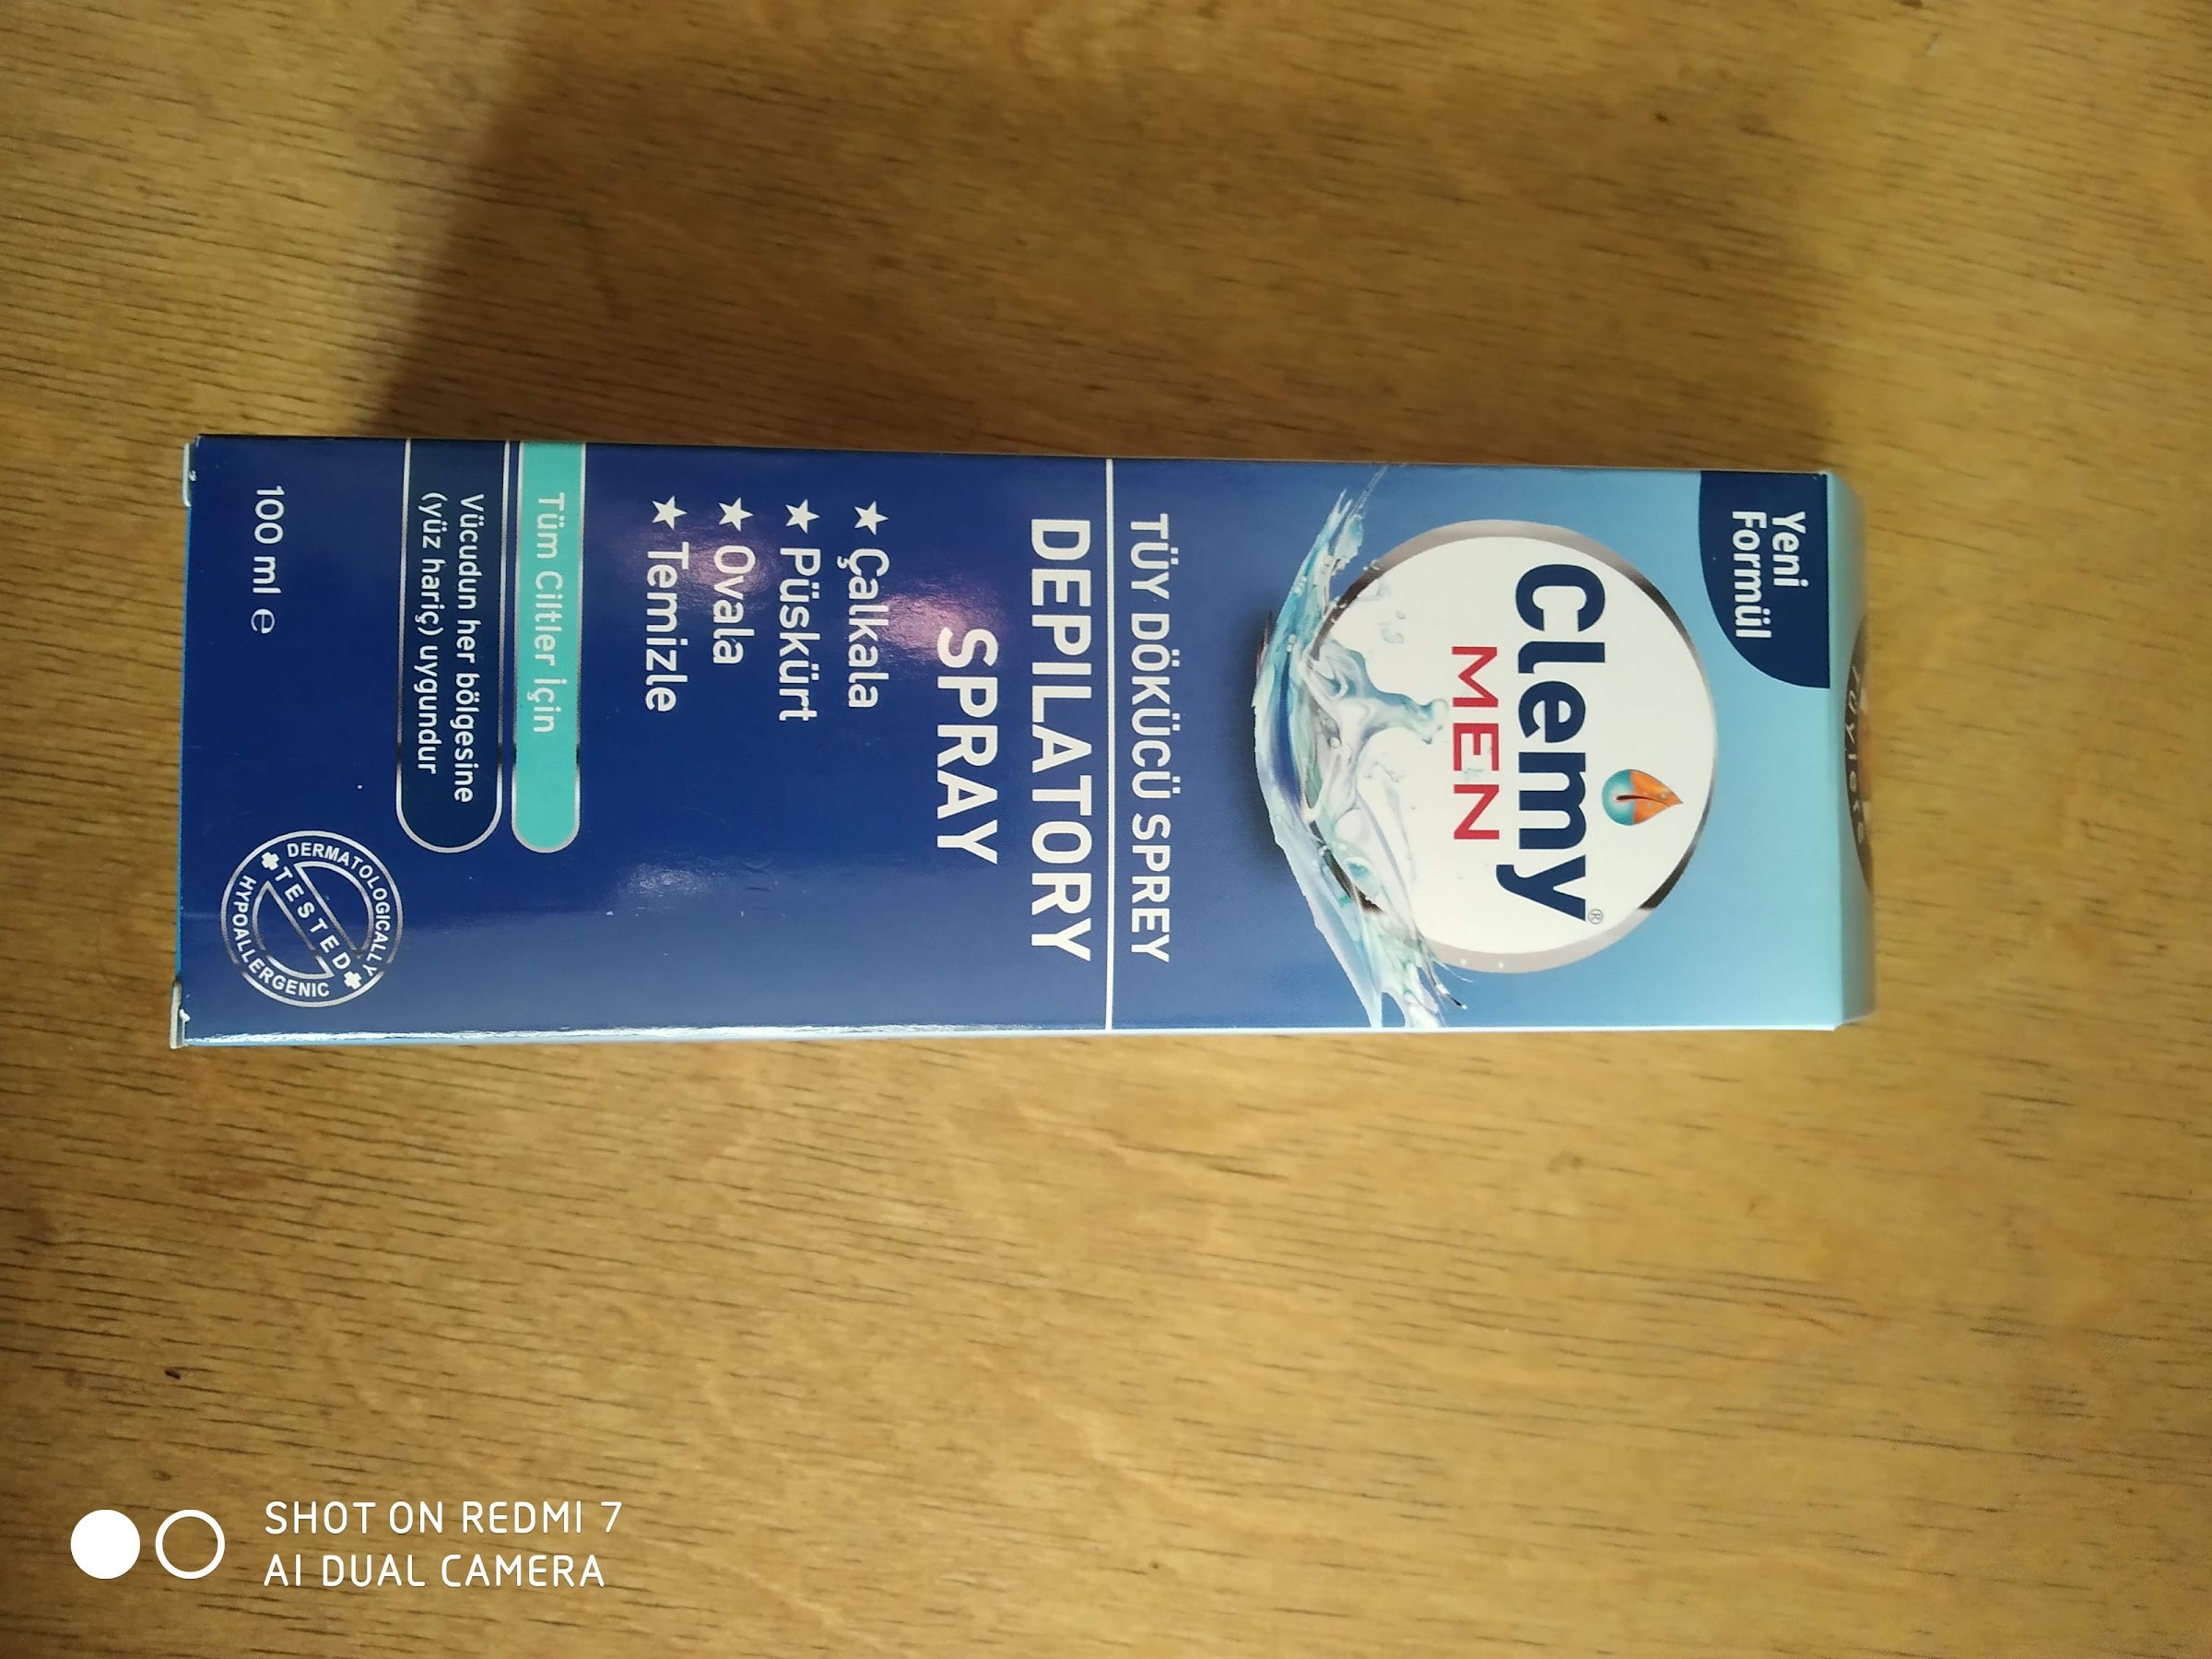 Yeni
Formül
Clemy®
MEN
TÜY DÖKÜCÜ SPREY
DEPILATORY
SPRAY
★ Çalkala
★ Püskürt
★ Ovala
★ Temizle
Tüm Ciltler İçin
Vücudun her bölgesine
(yüz hariç) uygundur
100 ml ℮
DERMATOLOGICALLY
TESTED
HYPOALLERGENIC
SHOT ON REDMI 7
AI DUAL CAMERA